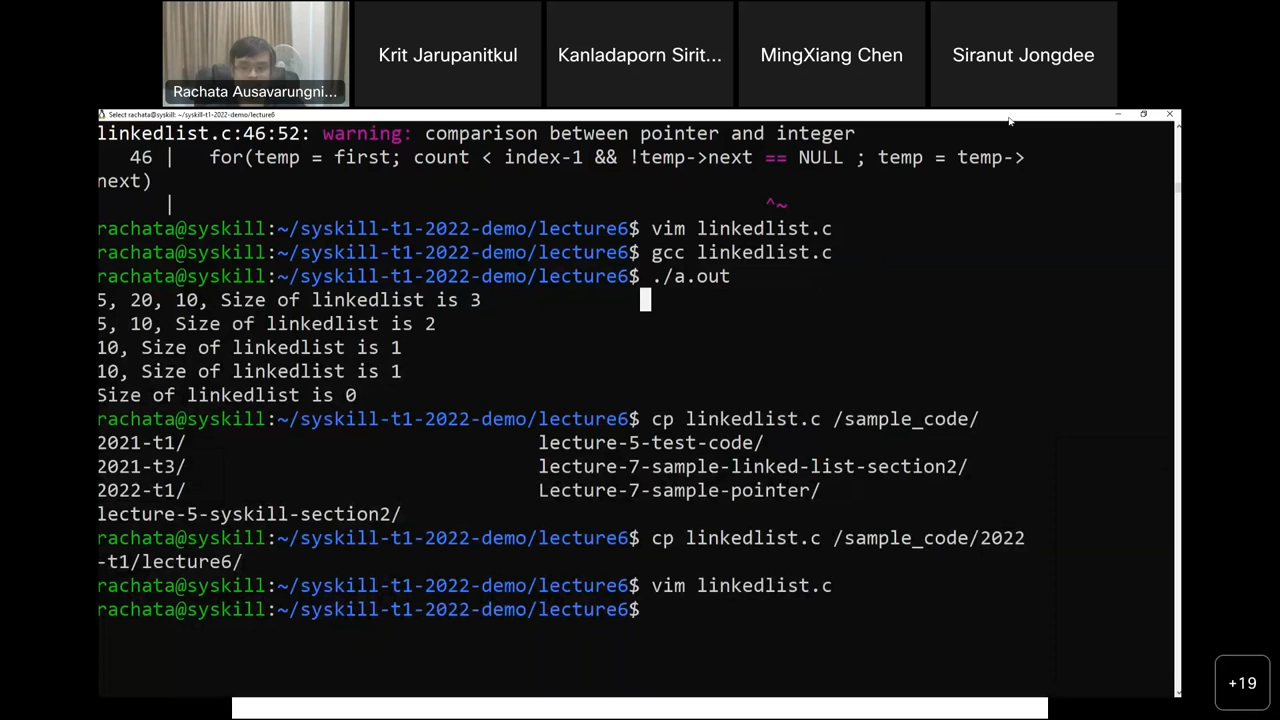 Krit Jarupanitkul
Kanladaporn Sirit...
MingXiang Chen
Siranut Jongdee
Rachata Ausavarungni...
Select rachata@syskill: ~/syskill-t1-2022-demo/lecture6
linkedlist.c:46:52: warning: comparison between pointer and integer
46 |   for(temp = first; count < index-1 && !temp->next == NULL ; temp = temp->
next)
|                                                    ^~
rachata@syskill:~/syskill-t1-2022-demo/lecture6$ vim linkedlist.c
rachata@syskill:~/syskill-t1-2022-demo/lecture6$ gcc linkedlist.c
rachata@syskill:~/syskill-t1-2022-demo/lecture6$ ./a.out
5, 20, 10, Size of linkedlist is 3
5, 10, Size of linkedlist is 2
10, Size of linkedlist is 1
10, Size of linkedlist is 1
Size of linkedlist is 0
rachata@syskill:~/syskill-t1-2022-demo/lecture6$ cp linkedlist.c /sample_code/
2021-t1/ lecture-5-test-code/
2021-t3/ lecture-7-sample-linked-list-section2/
2022-t1/ Lecture-7-sample-pointer/
lecture-5-syskill-section2/
rachata@syskill:~/syskill-t1-2022-demo/lecture6$ cp linkedlist.c /sample_code/2022
-t1/lecture6/
rachata@syskill:~/syskill-t1-2022-demo/lecture6$ vim linkedlist.c
rachata@syskill:~/syskill-t1-2022-demo/lecture6$
+19